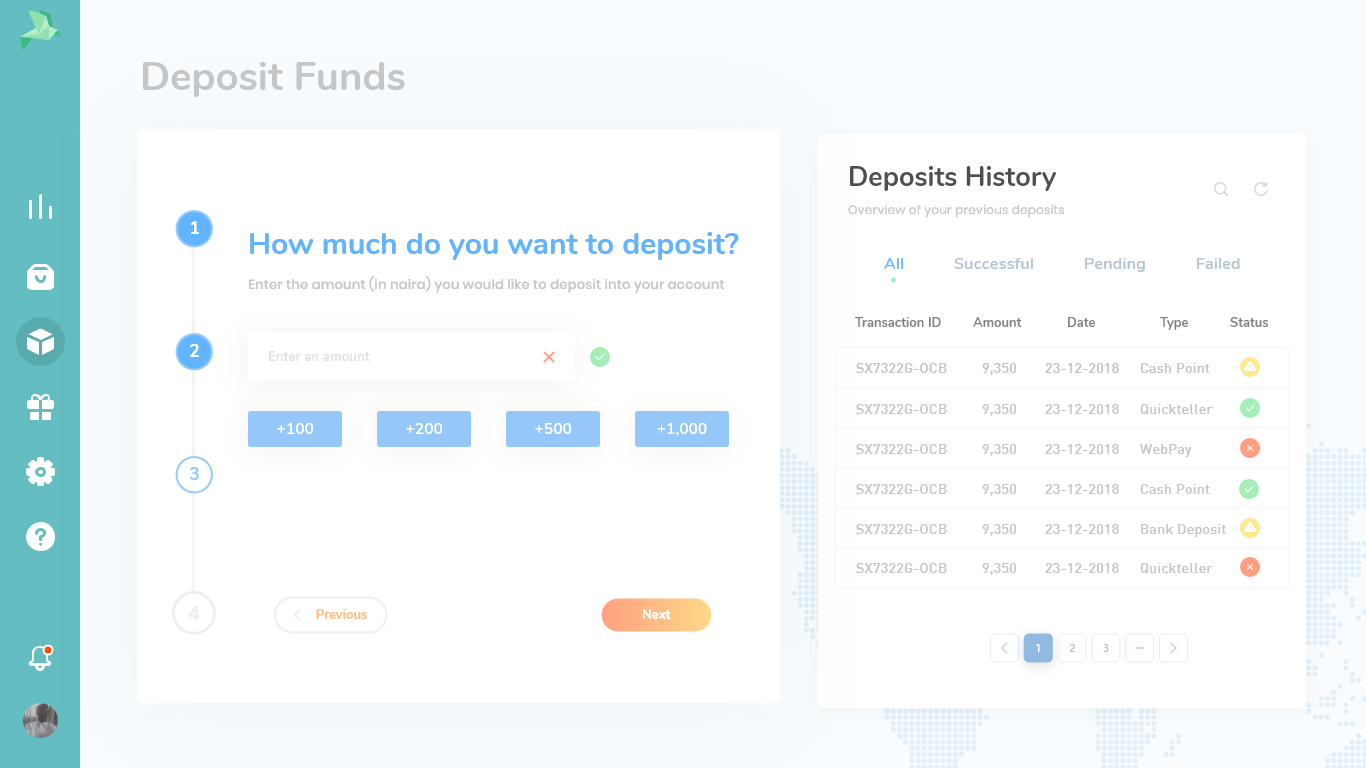 Deposit Funds
1
How much do you want to deposit?
Enter the amount (in naira) you would like to deposit into your account
2
Enter an amount
+100 +200 +500 +1,000
3
4
Previous
Next
Deposits History
Overview of your previous deposits
All Successful Pending Failed
Transaction ID Amount Date Type Status
SX7322G-OCB 9,350 23-12-2018 Cash Point
SX7322G-OCB 9,350 23-12-2018 Quickteller
SX7322G-OCB 9,350 23-12-2018 WebPay
SX7322G-OCB 9,350 23-12-2018 Cash Point
SX7322G-OCB 9,350 23-12-2018 Bank Deposit
SX7322G-OCB 9,350 23-12-2018 Quickteller
1 2 3 ...